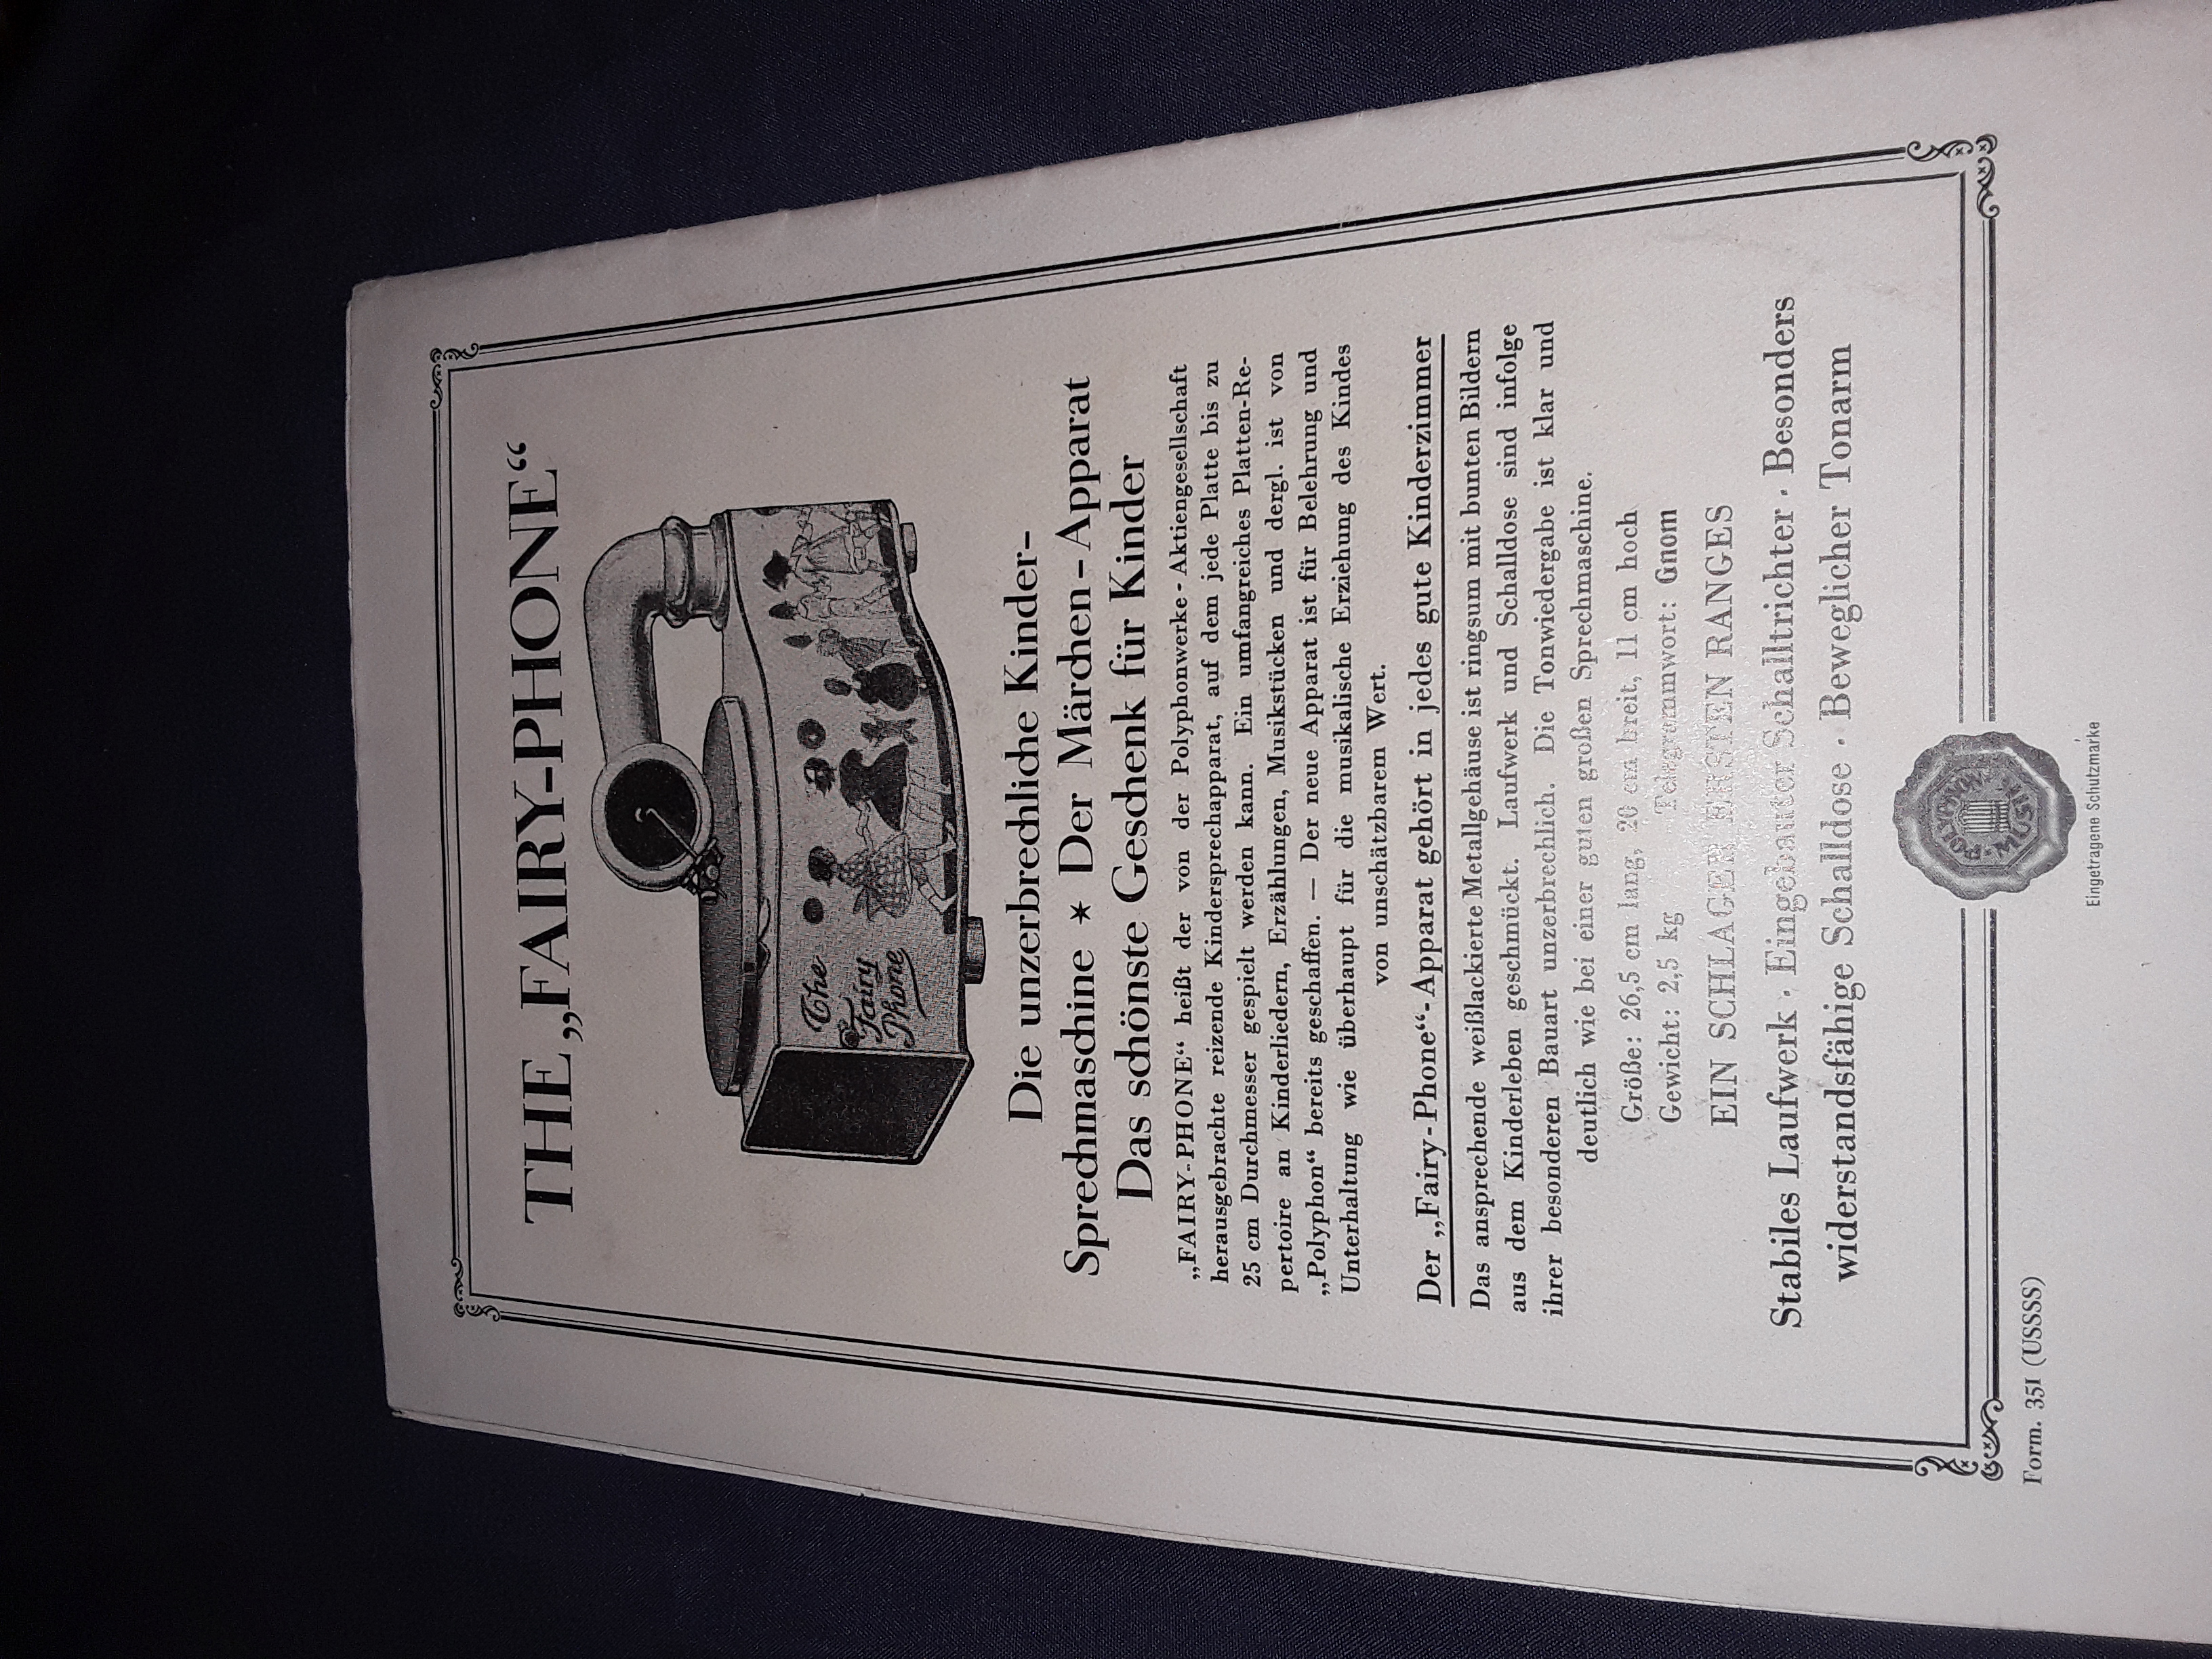 THE „FAIRY-PHONE“
The
Fairy
Phone
Die unzerbrechliche Kinder-
Sprechmaschine ★ Der Märchen-Apparat
Das schönste Geschenk für Kinder
„FAIRY-PHONE“ heißt der von der Polyphonwerke-Aktiengesellschaft
herausgebrachte reizende Kindersprechapparat, auf dem jede Platte bis zu
25 cm Durchmesser gespielt werden kann. Ein umfangreiches Platten-Re-
pertoire an Kinderliedern, Erzählungen, Musikstücken und dergl. ist von
„Polyphon“ bereits geschaffen. — Der neue Apparat ist für Belehrung und
Unterhaltung wie überhaupt für die musikalische Erziehung des Kindes
von unschätzbarem Wert.
Der „Fairy-Phone“-Apparat gehört in jedes gute Kinderzimmer
Das ansprechende weißlackierte Metallgehäuse ist ringsum mit bunten Bildern
aus dem Kinderleben geschmückt. Laufwerk und Schalldose sind infolge
ihrer besonderen Bauart unzerbrechlich. Die Tonwiedergabe ist klar und
deutlich wie bei einer guten großen Sprechmaschine.
Größe: 26,5 cm lang, 20 cm breit, 11 cm hoch
Gewicht: 2,5 kg Telegrammwort: Gnom
EIN SCHLAGER ERSTEN RANGES
Stabiles Laufwerk · Eingebauter Schalltrichter · Besonders
widerstandsfähige Schalldose · Beweglicher Tonarm
POLYPHON MUSIK
Eingetragene Schutzmarke
Form. 351 (USSS)